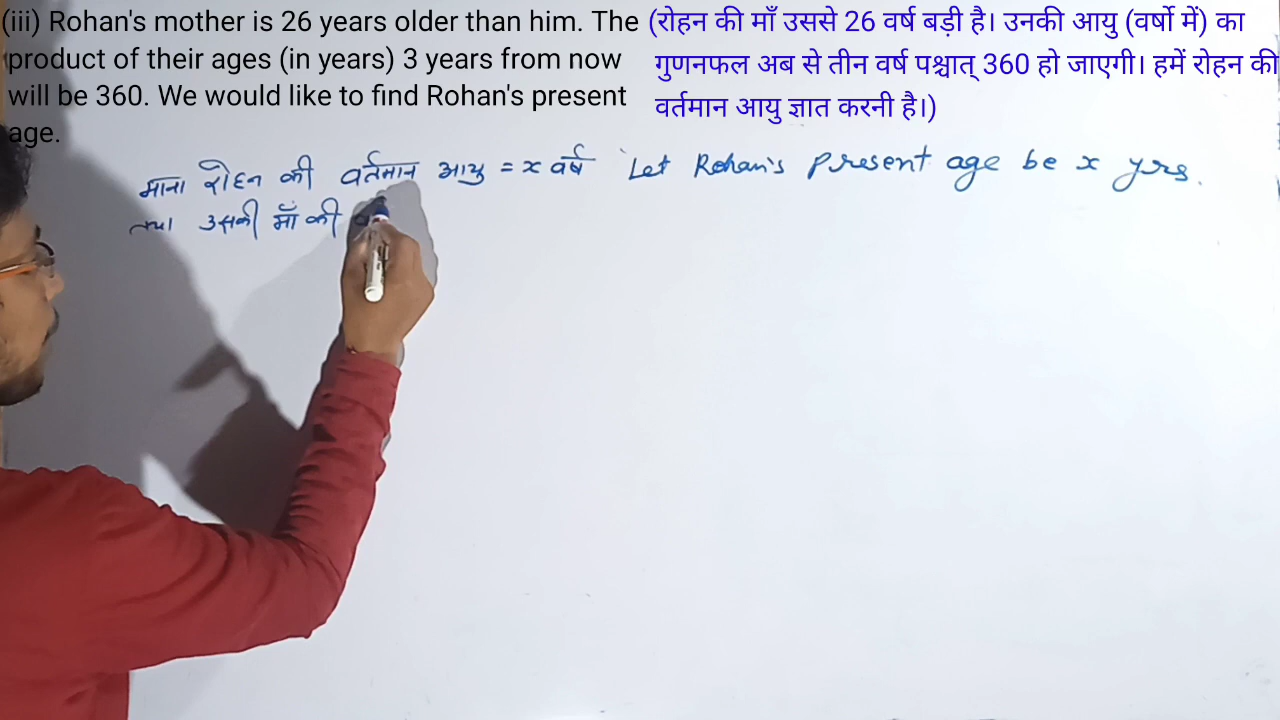 (iii) Rohan's mother is 26 years older than him. The
product of their ages (in years) 3 years from now
will be 360. We would like to find Rohan's present
age.
(रोहन की माँ उससे 26 वर्ष बड़ी है। उनकी आयु (वर्षो में) का
गुणनफल अब से तीन वर्ष पश्चात् 360 हो जाएगी। हमें रोहन की
वर्तमान आयु ज्ञात करनी है।)
माना रोहन की वर्तमान आयु = x वर्ष Let Rohan's present age be x yrs.
तथा उसकी माँ की